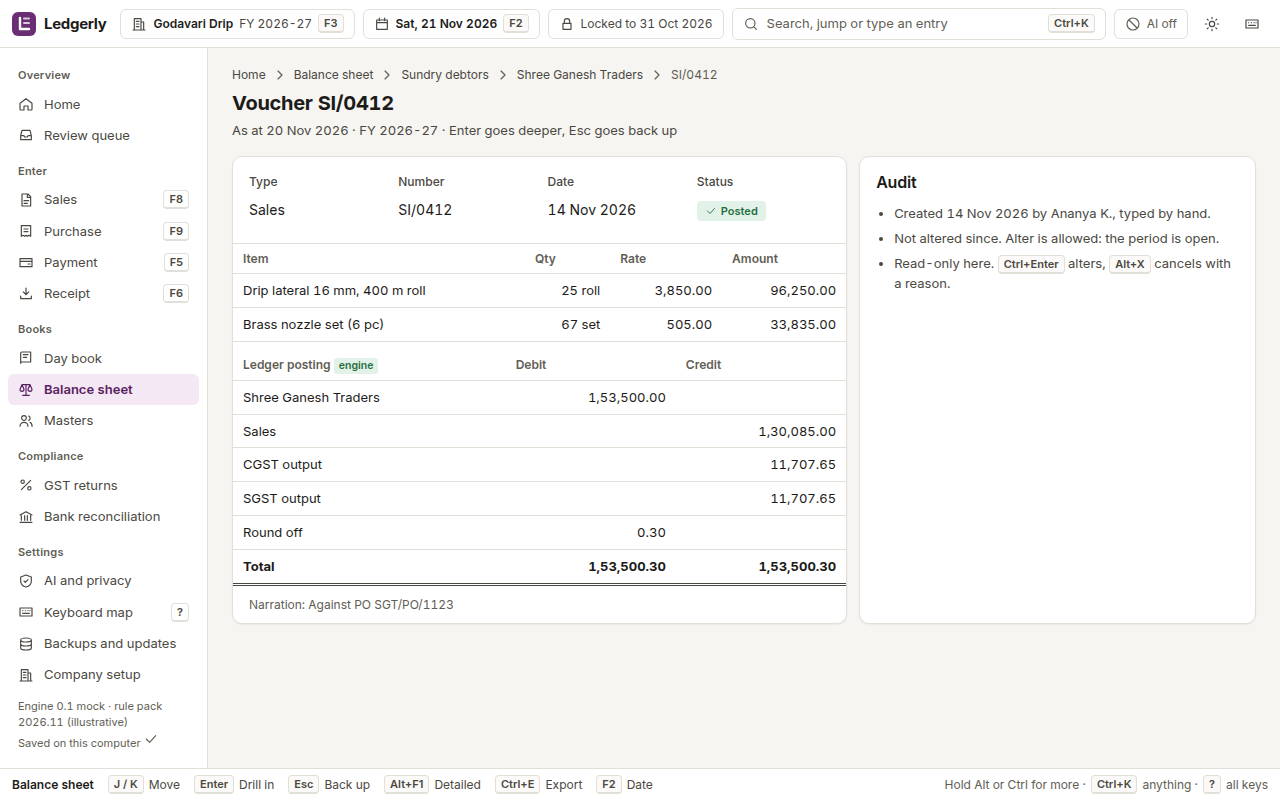 Ledgerly
Godavari Drip FY 2026-27 F3
Sat, 21 Nov 2026 F2
Locked to 31 Oct 2026
Search, jump or type an entry Ctrl+K
AI off
Overview
Home
Review queue
Enter
Sales F8
Purchase F9
Payment F5
Receipt F6
Books
Day book
Balance sheet
Masters
Compliance
GST returns
Bank reconciliation
Settings
AI and privacy
Keyboard map ?
Backups and updates
Company setup
Engine 0.1 mock · rule pack
2026.11 (illustrative)
Saved on this computer
Home > Balance sheet > Sundry debtors > Shree Ganesh Traders > SI/0412
Voucher SI/0412
As at 20 Nov 2026 · FY 2026-27 · Enter goes deeper, Esc goes back up
Type Number Date Status
Sales SI/0412 14 Nov 2026 Posted
Item Qty Rate Amount
Drip lateral 16 mm, 400 m roll 25 roll 3,850.00 96,250.00
Brass nozzle set (6 pc) 67 set 505.00 33,835.00
Ledger posting engine Debit Credit
Shree Ganesh Traders 1,53,500.00
Sales 1,30,085.00
CGST output 11,707.65
SGST output 11,707.65
Round off 0.30
Total 1,53,500.30 1,53,500.30
Narration: Against PO SGT/PO/1123
Audit
• Created 14 Nov 2026 by Ananya K., typed by hand.
• Not altered since. Alter is allowed: the period is open.
• Read-only here. Ctrl+Enter alters, Alt+X cancels with
a reason.
Balance sheet J / K Move Enter Drill in Esc Back up Alt+F1 Detailed Ctrl+E Export F2 Date
Hold Alt or Ctrl for more · Ctrl+K anything · ? all keys